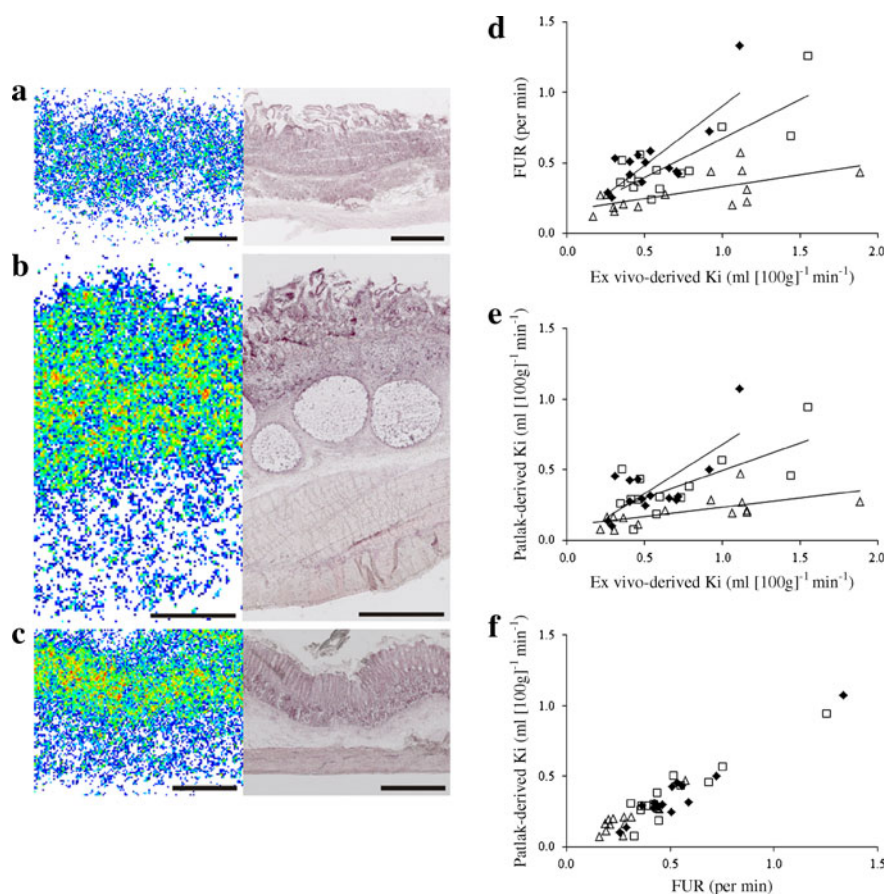 a
b
c
d
FUR (per min)
1.5
1.0
0.5
0.0
0.0 0.5 1.0 1.5 2.0
Ex vivo-derived Ki (ml [100g]⁻¹ min⁻¹)
e
Patlak-derived Ki (ml [100g]⁻¹ min⁻¹)
1.5
1.0
0.5
0.0
0.0 0.5 1.0 1.5 2.0
Ex vivo-derived Ki (ml [100g]⁻¹ min⁻¹)
f
Patlak-derived Ki (ml [100g]⁻¹ min⁻¹)
1.5
1.0
0.5
0.0
0.0 0.5 1.0 1.5
FUR (per min)